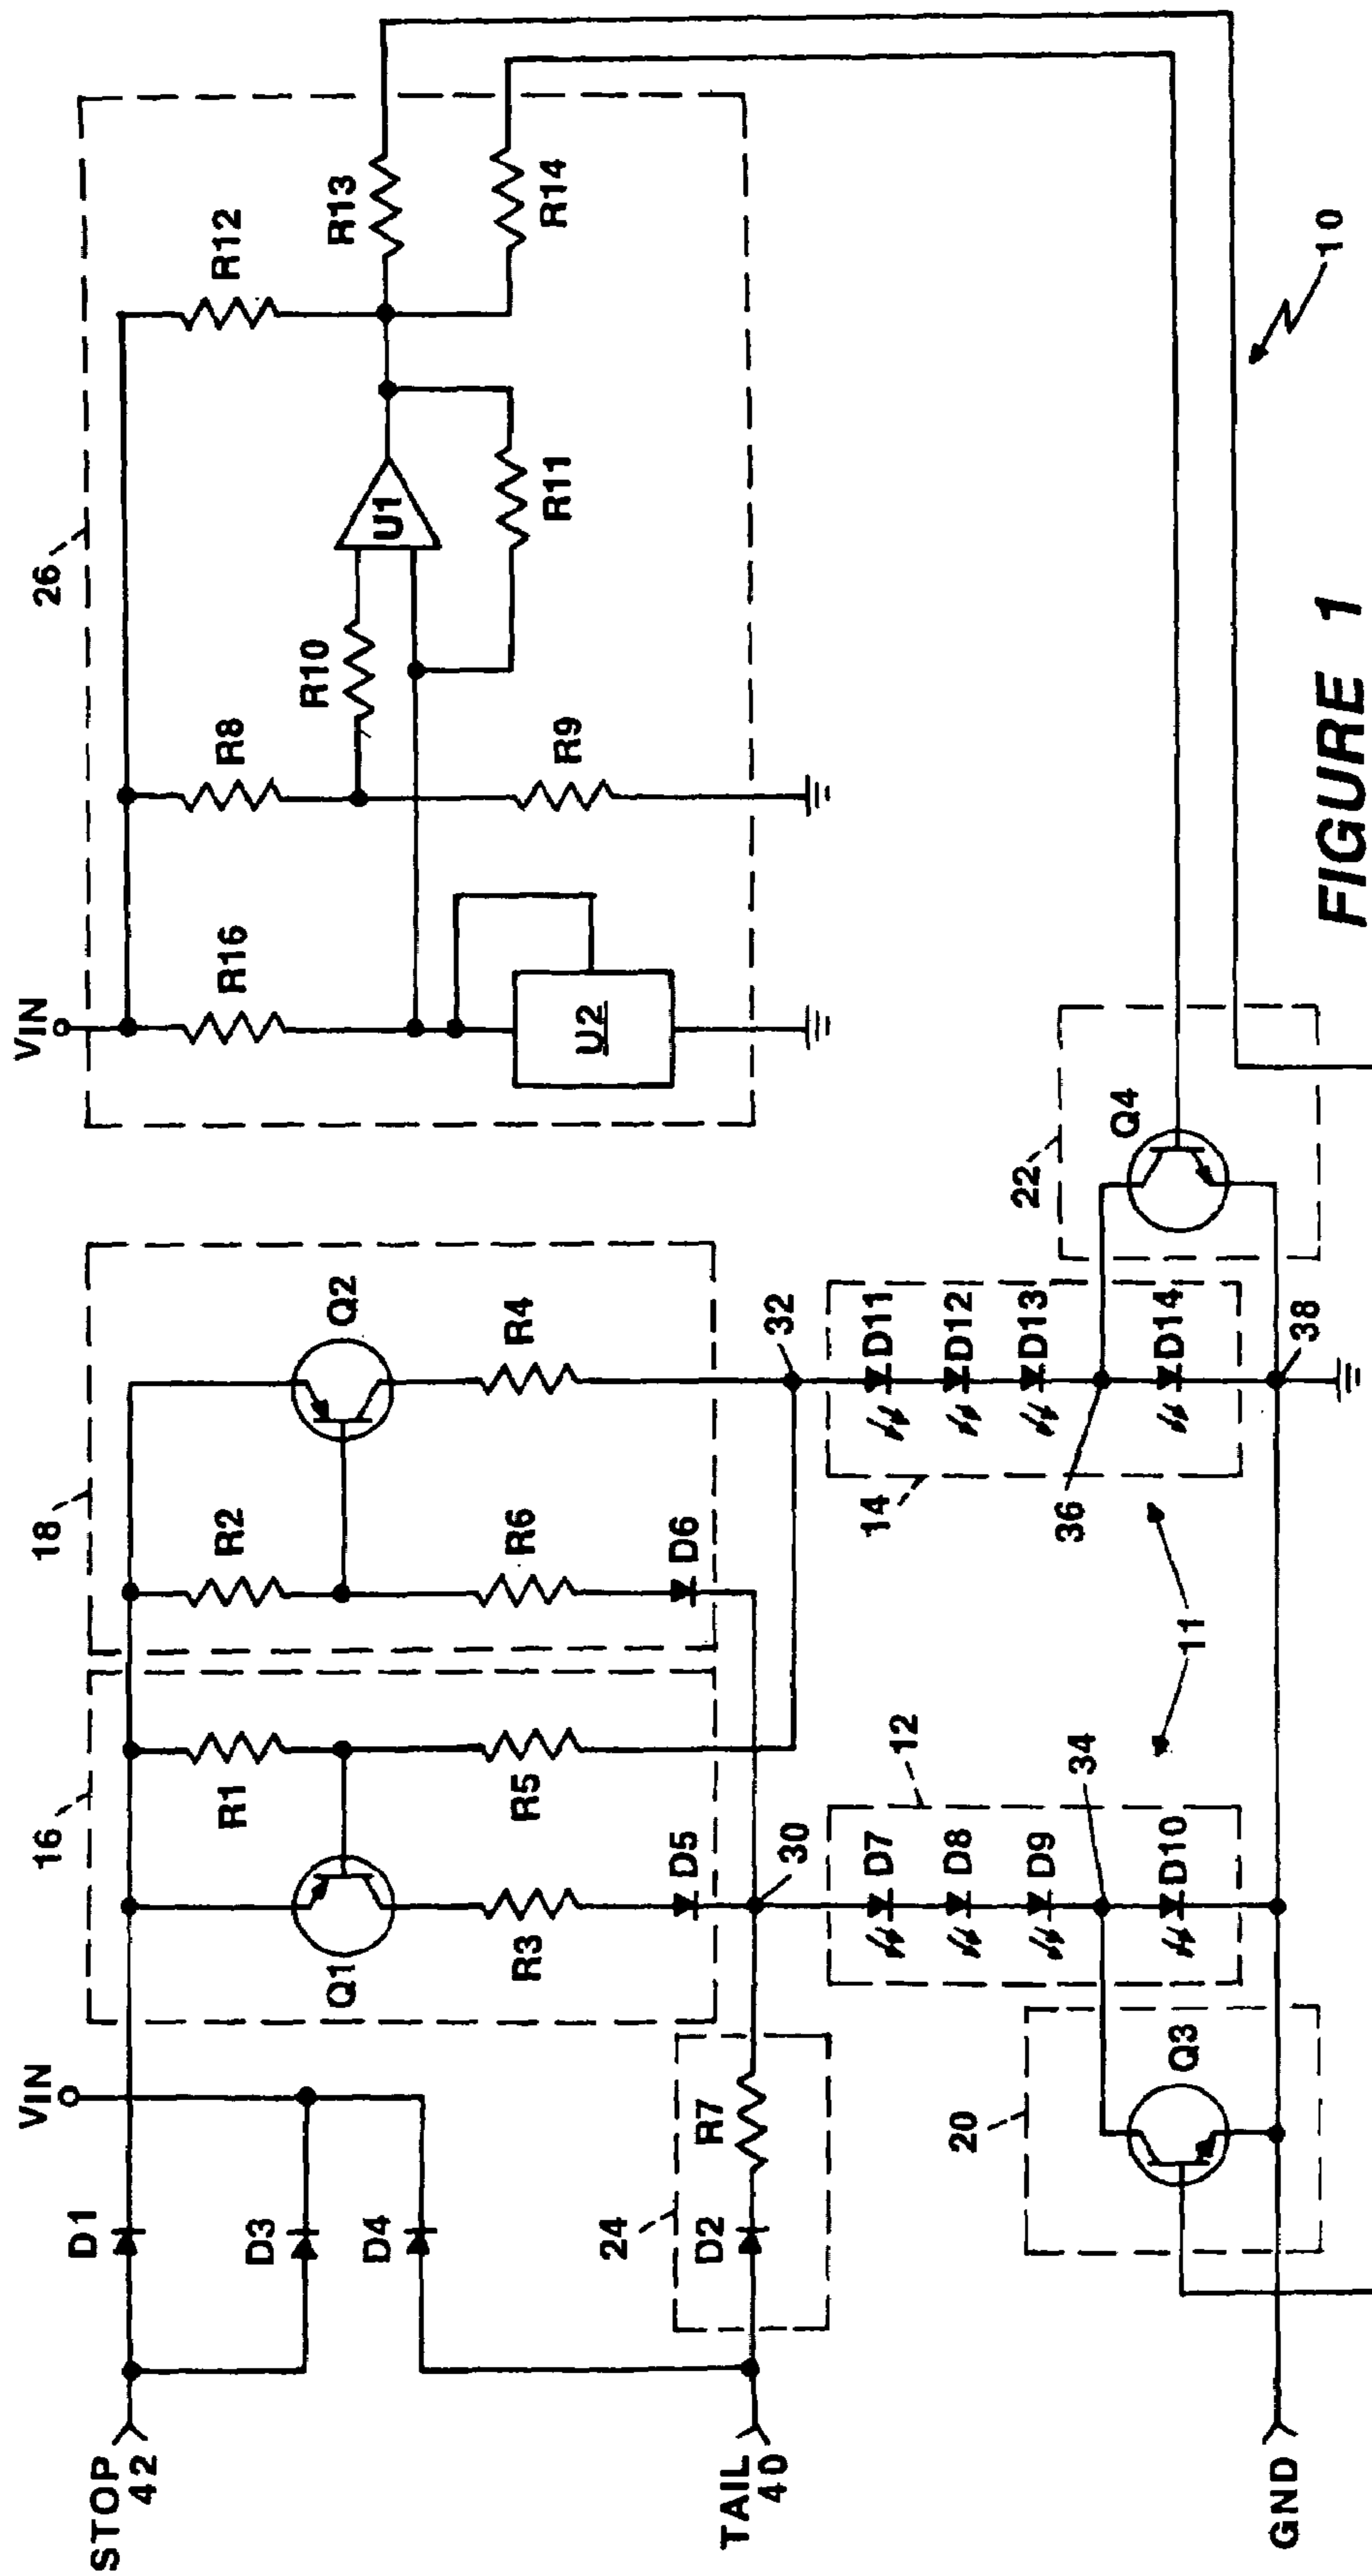 STOP
42
D1
VIN
D3
D4
TAIL
40
24
D2
R7
GND
20
Q3
16
Q1
R1
R3
R5
D5
30
12
D7
D8
D9
D10
34
11
18
R2
Q2
R6
R4
D6
32
14
D11
D12
D13
D14
36
38
22
Q4
VIN
26
R16
U2
R8
R9
R10
U1
R11
R12
R13
R14
10
FIGURE 1